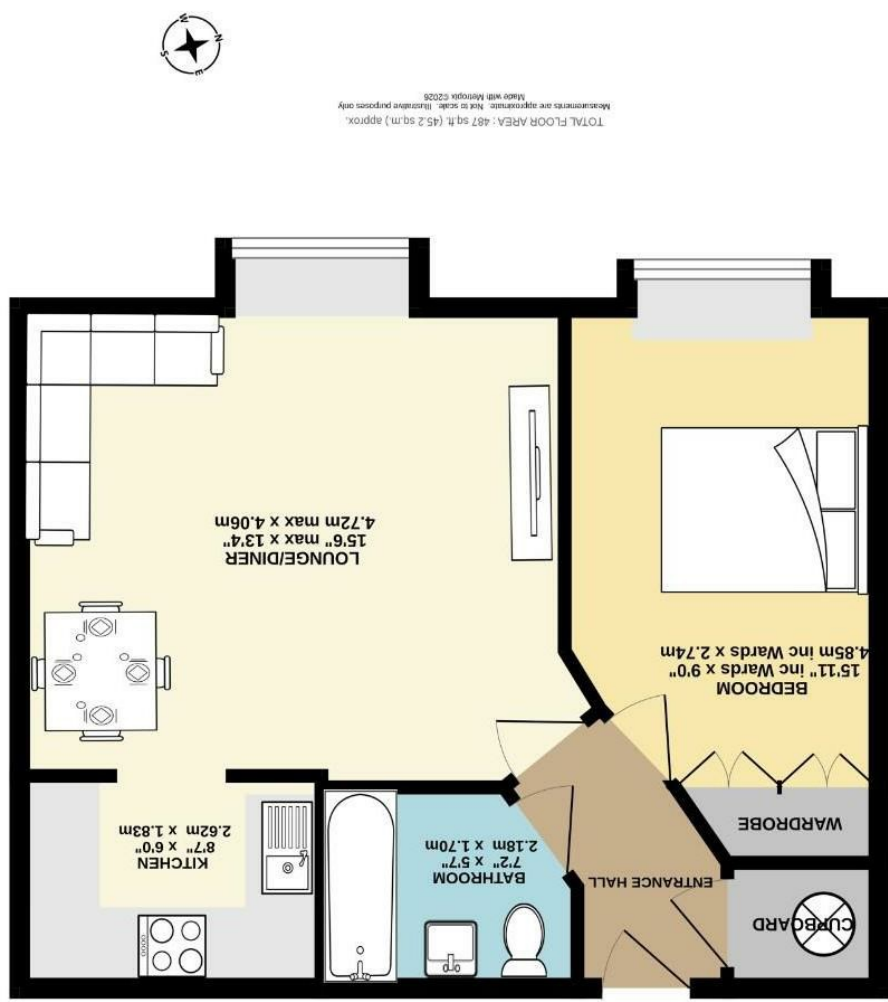 CUPBOARD
ENTRANCE HALL
WARDROBE
BATHROOM
7'2" x 5'7"
2.18m x 1.70m
KITCHEN
8'7" x 6'0"
2.62m x 1.83m
BEDROOM
15'11" inc Wards x 9'0"
4.85m inc Wards x 2.74m
LOUNGE/DINER
15'6" max x 13'4"
4.72m max x 4.06m
TOTAL FLOOR AREA : 487 sq.ft. (45.2 sq.m.) approx.
Measurements are approximate. Not to scale. Illustrative purposes only
Made with Metropix ©2026
N
E
S
W